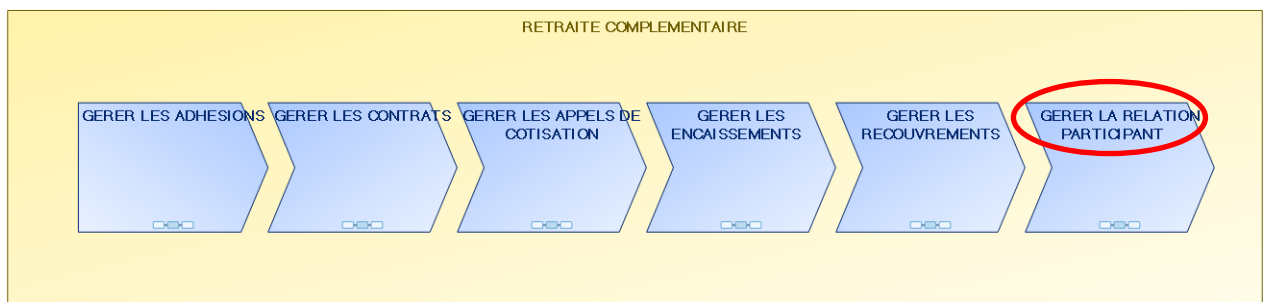 RETRAITE COMPLEMENTAIRE
GERER LES ADHESIONS
GERER LES CONTRATS
GERER LES APPELS DE
COTISATION
GERER LES
ENCAISSEMENTS
GERER LES
RECOUVREMENTS
GERER LA RELATION
PARTICIPANT